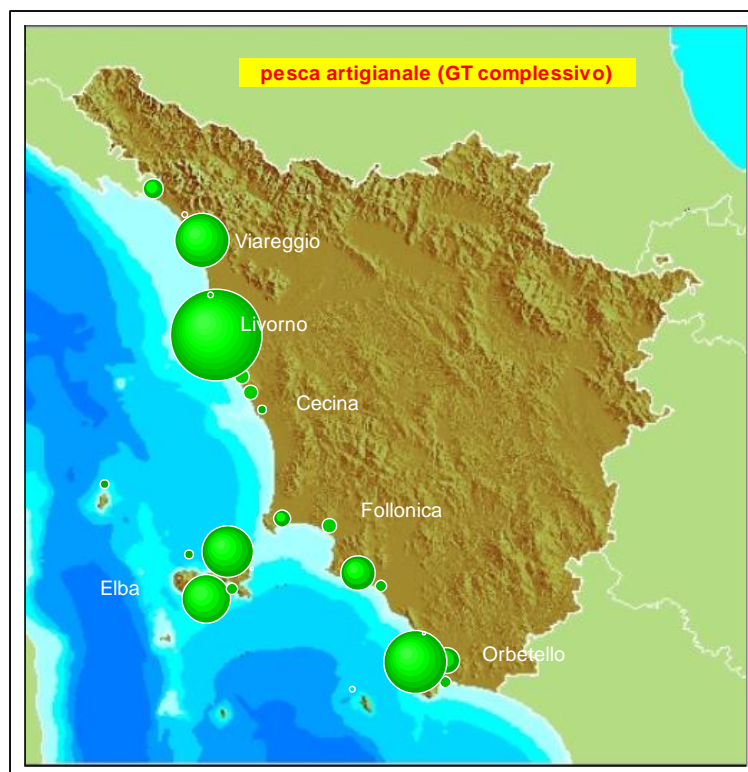 pesca artigianale (GT complessivo)
Viareggio
Livorno
Cecina
Follonica
Elba
Orbetello